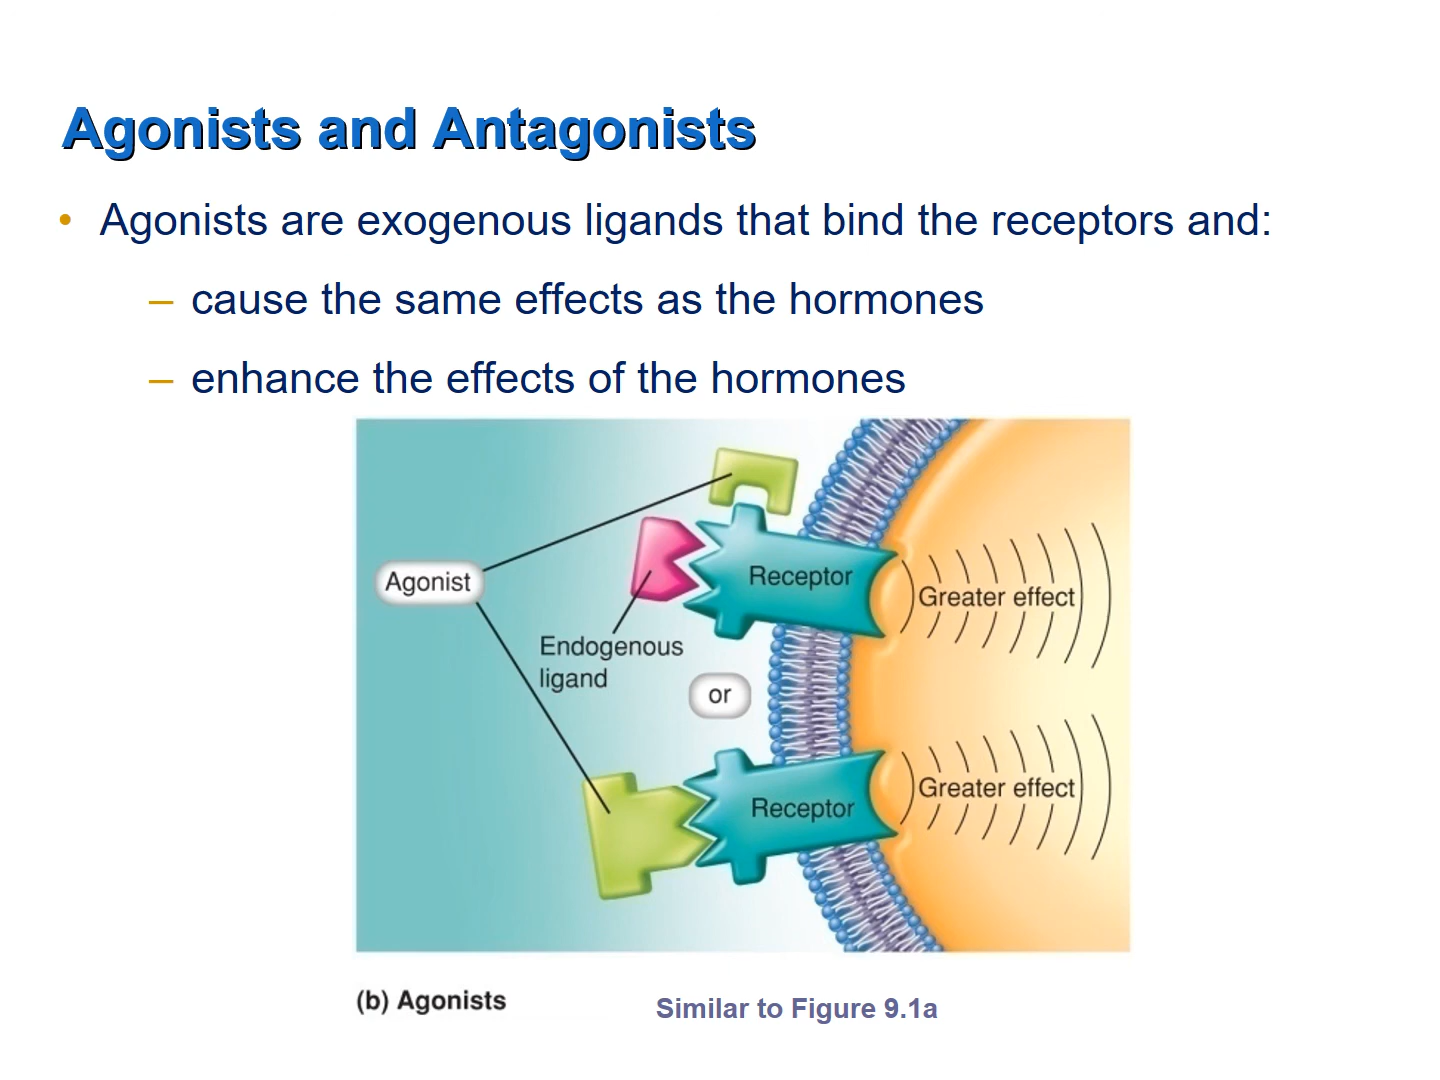 Agonists and Antagonists
• Agonists are exogenous ligands that bind the receptors and:
– cause the same effects as the hormones
– enhance the effects of the hormones
Agonist
Receptor
Greater effect
Endogenous
ligand
or
Receptor
Greater effect
(b) Agonists
Similar to Figure 9.1a